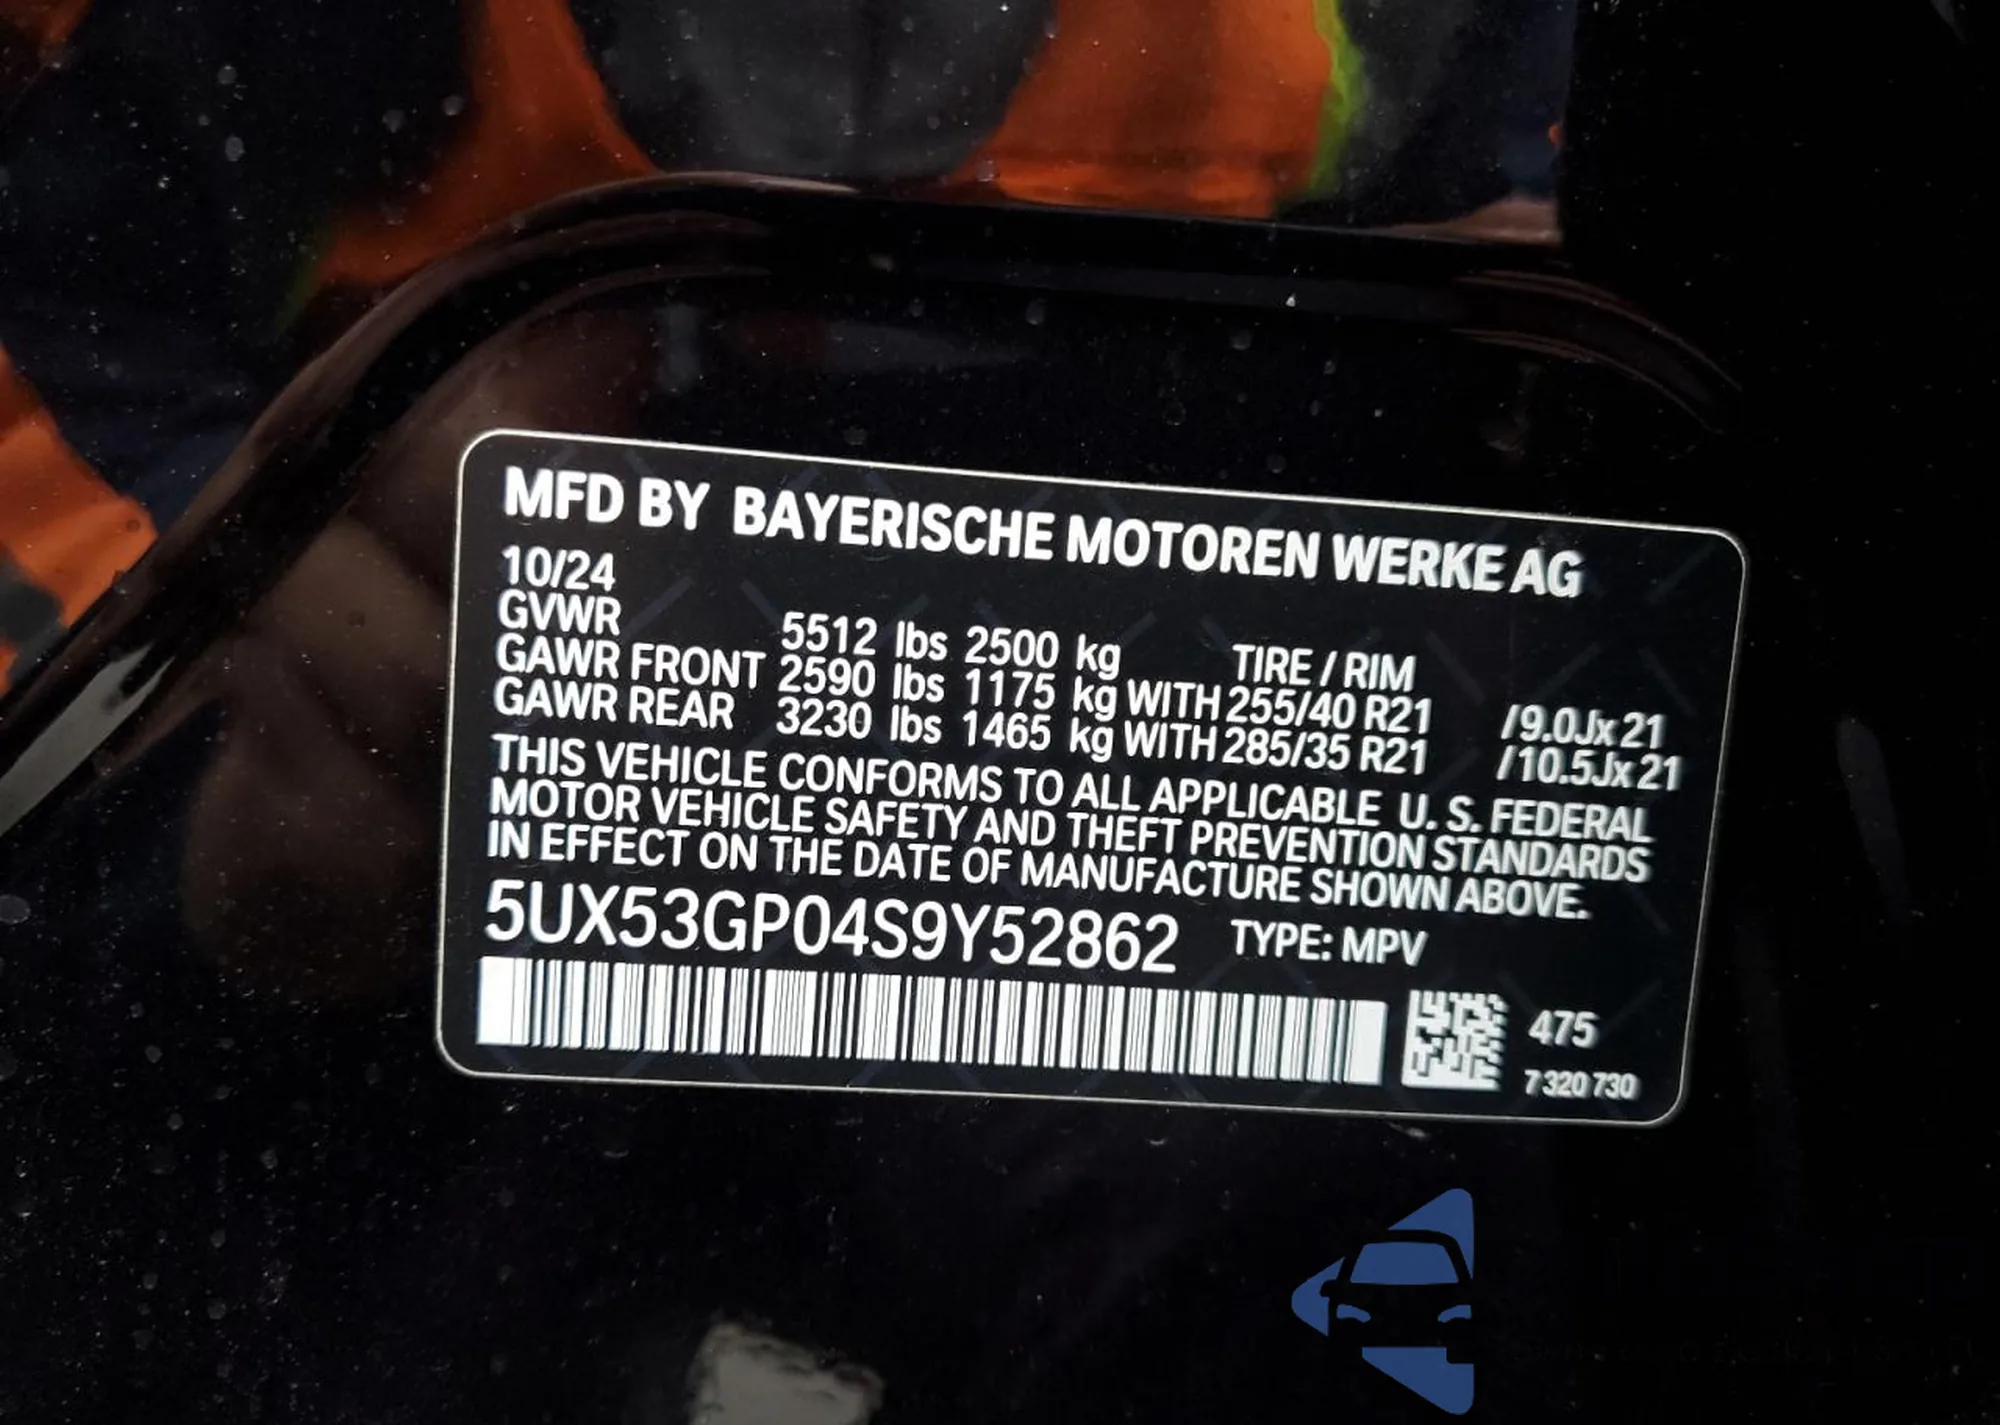 MFD BY BAYERISCHE MOTOREN WERKE AG
10/24
GVWR 5512 lbs 2500 kg TIRE / RIM
GAWR FRONT 2590 lbs 1175 kg WITH 255/40 R21 /9.0Jx21
GAWR REAR 3230 lbs 1465 kg WITH 285/35 R21 /10.5Jx21
THIS VEHICLE CONFORMS TO ALL APPLICABLE U. S. FEDERAL
MOTOR VEHICLE SAFETY AND THEFT PREVENTION STANDARDS
IN EFFECT ON THE DATE OF MANUFACTURE SHOWN ABOVE.
5UX53GP04S9Y52862 TYPE: MPV
475
7 320 730